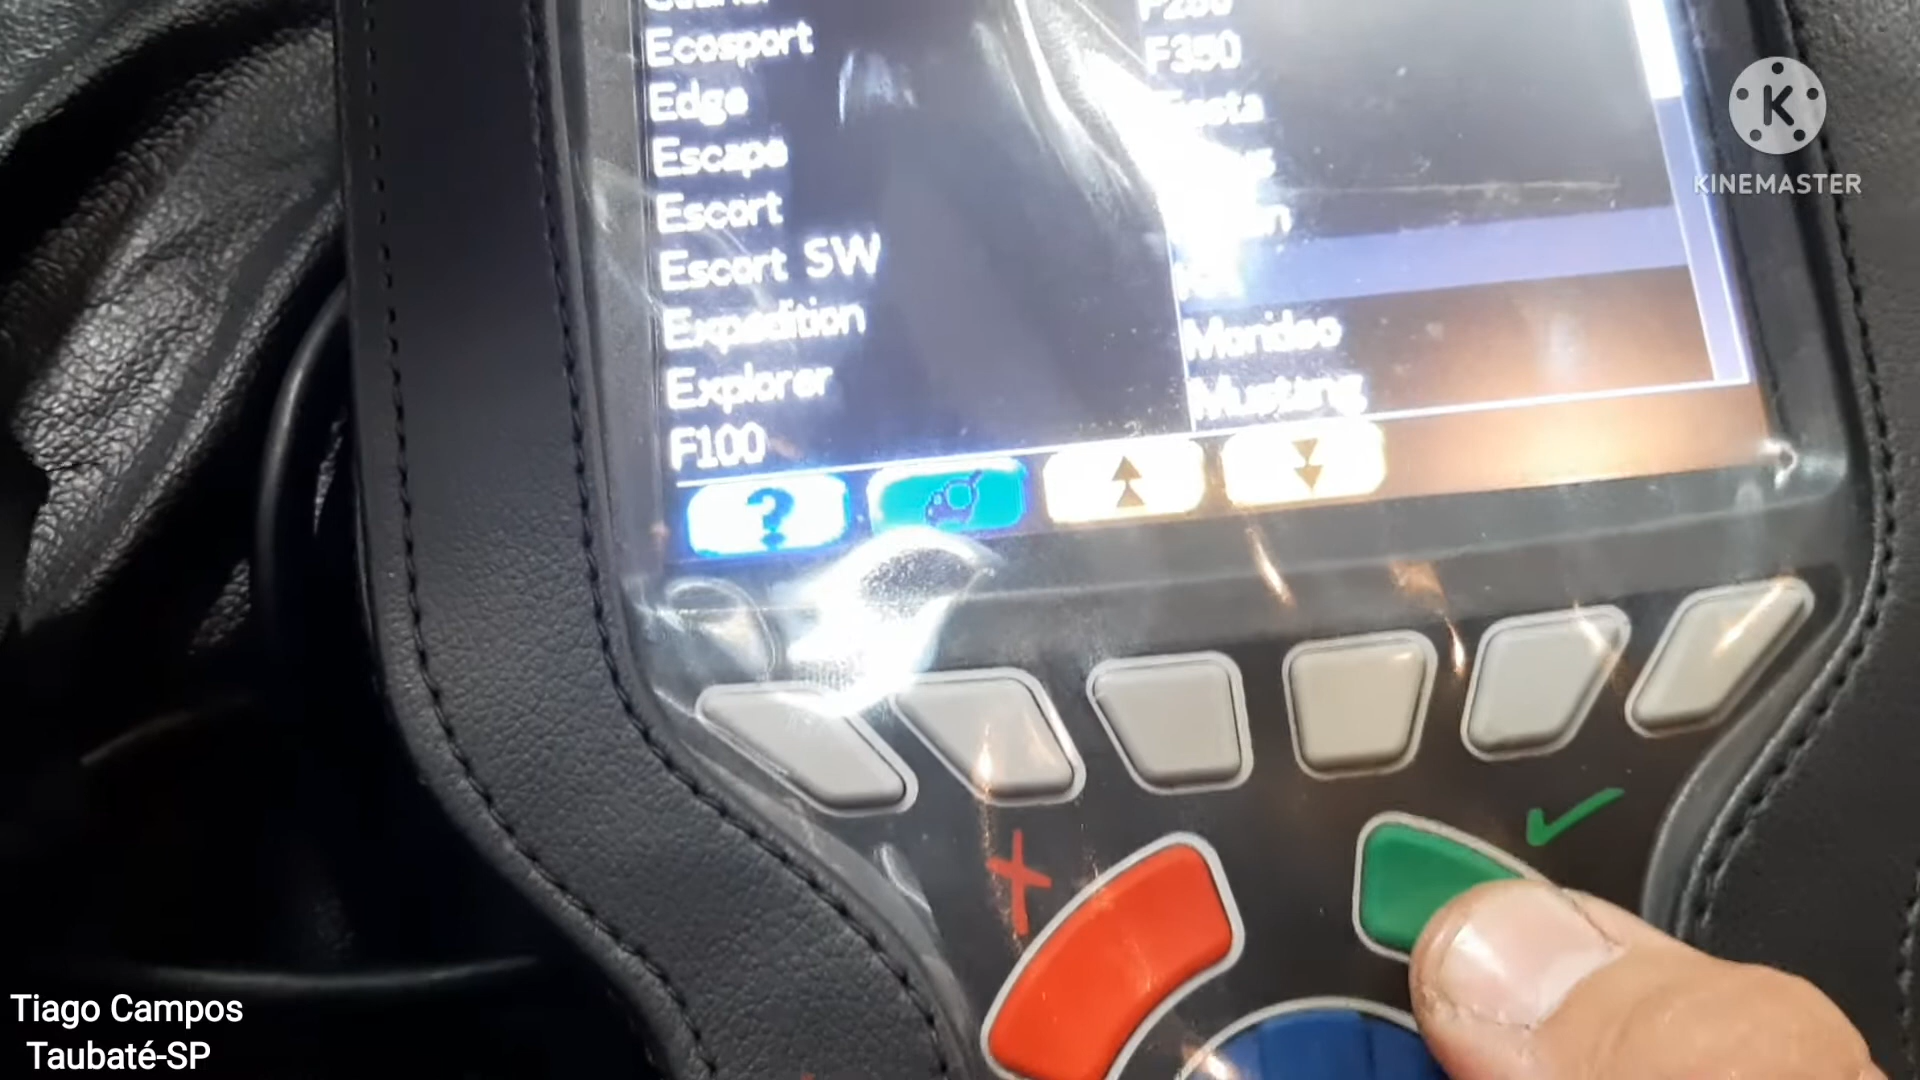 Ecosport
Edge
Escape
Escort
Escort SW
Expedition
Explorer
F100
F350
Mondeo
Mustang
?
K
KINEMASTER
Tiago Campos
Taubaté-SP